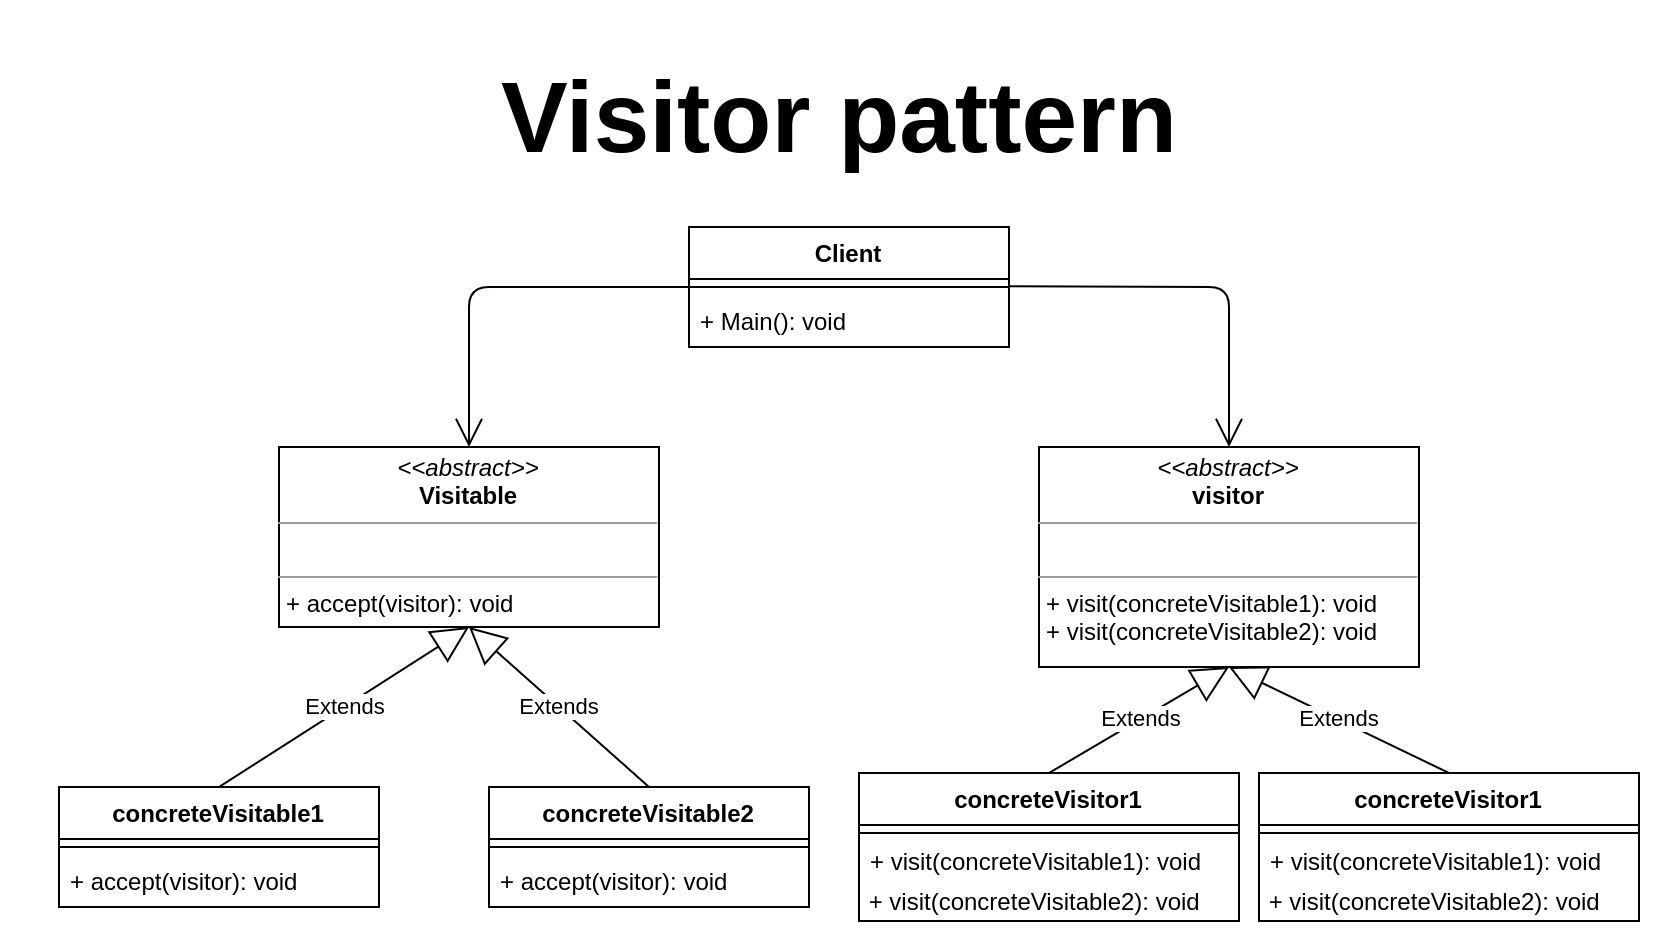 Visitor pattern
Client
+ Main(): void
<<abstract>>
Visitable
+ accept(visitor): void
<<abstract>>
visitor
+ visit(concreteVisitable1): void
+ visit(concreteVisitable2): void
Extends
Extends
Extends
Extends
concreteVisitable1
+ accept(visitor): void
concreteVisitable2
+ accept(visitor): void
concreteVisitor1
+ visit(concreteVisitable1): void
+ visit(concreteVisitable2): void
concreteVisitor1
+ visit(concreteVisitable1): void
+ visit(concreteVisitable2): void